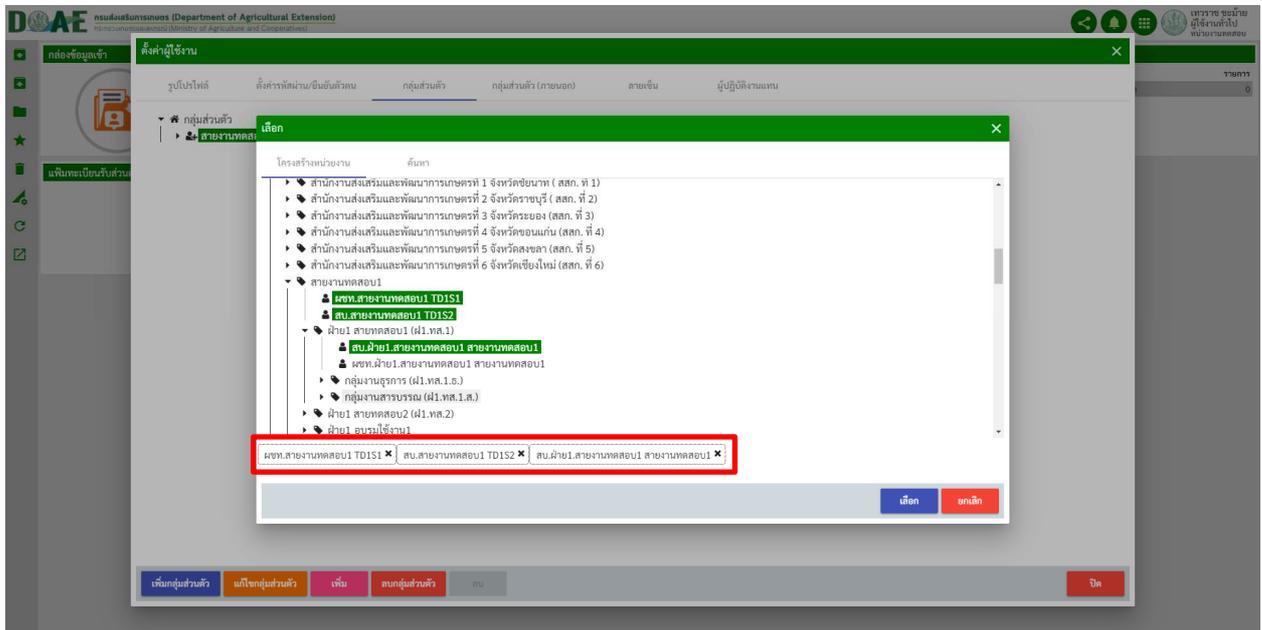 DOAE กรมส่งเสริมการเกษตร (Department of Agricultural Extension)
กระทรวงเกษตรและสหกรณ์ (Ministry of Agriculture and Cooperatives)
ผู้ใช้งานทั่วไป
หน่วยงานทดสอบ
กล่องข้อมูลเข้า
ตั้งค่าผู้ใช้งาน
รายการ
0
รูปโปรไฟล์ ตั้งค่ารหัสผ่าน/ยืนยันตัวตน กลุ่มส่วนตัว กลุ่มส่วนตัว (ภายนอก) ลายเซ็น ผู้ปฏิบัติงานแทน
กลุ่มส่วนตัว
สายงานทดส
แฟ้มทะเบียนรับส่วน
เลือก
โครงสร้างหน่วยงาน ค้นหา
สำนักงานส่งเสริมและพัฒนาการเกษตรที่ 1 จังหวัดชัยนาท ( สสก. ที่ 1)
สำนักงานส่งเสริมและพัฒนาการเกษตรที่ 2 จังหวัดราชบุรี ( สสก. ที่ 2)
สำนักงานส่งเสริมและพัฒนาการเกษตรที่ 3 จังหวัดระยอง (สสก. ที่ 3)
สำนักงานส่งเสริมและพัฒนาการเกษตรที่ 4 จังหวัดขอนแก่น (สสก. ที่ 4)
สำนักงานส่งเสริมและพัฒนาการเกษตรที่ 5 จังหวัดสงขลา (สสก. ที่ 5)
สำนักงานส่งเสริมและพัฒนาการเกษตรที่ 6 จังหวัดเชียงใหม่ (สสก. ที่ 6)
สายงานทดสอบ1
ผชท.สายงานทดสอบ1 TD1S1
สบ.สายงานทดสอบ1 TD1S2
ฝ่าย1 สายทดสอบ1 (ฝ1.ทส.1)
สบ.ฝ่าย1.สายงานทดสอบ1 สายงานทดสอบ1
ผชท.ฝ่าย1.สายงานทดสอบ1 สายงานทดสอบ1
กลุ่มงานธุรการ (ฝ1.ทส.1.ธ.)
กลุ่มงานสารบรรณ (ฝ1.ทส.1.ส.)
ฝ่าย1 สายทดสอบ2 (ฝ1.ทส.2)
ฝ่าย1 อบรมใช้งาน1
ผชท.สายงานทดสอบ1 TD1S1 สบ.สายงานทดสอบ1 TD1S2 สบ.ฝ่าย1.สายงานทดสอบ1 สายงานทดสอบ1
เลือก ยกเลิก
เพิ่มกลุ่มส่วนตัว แก้ไขกลุ่มส่วนตัว เพิ่ม ลบกลุ่มส่วนตัว ลบ ปิด